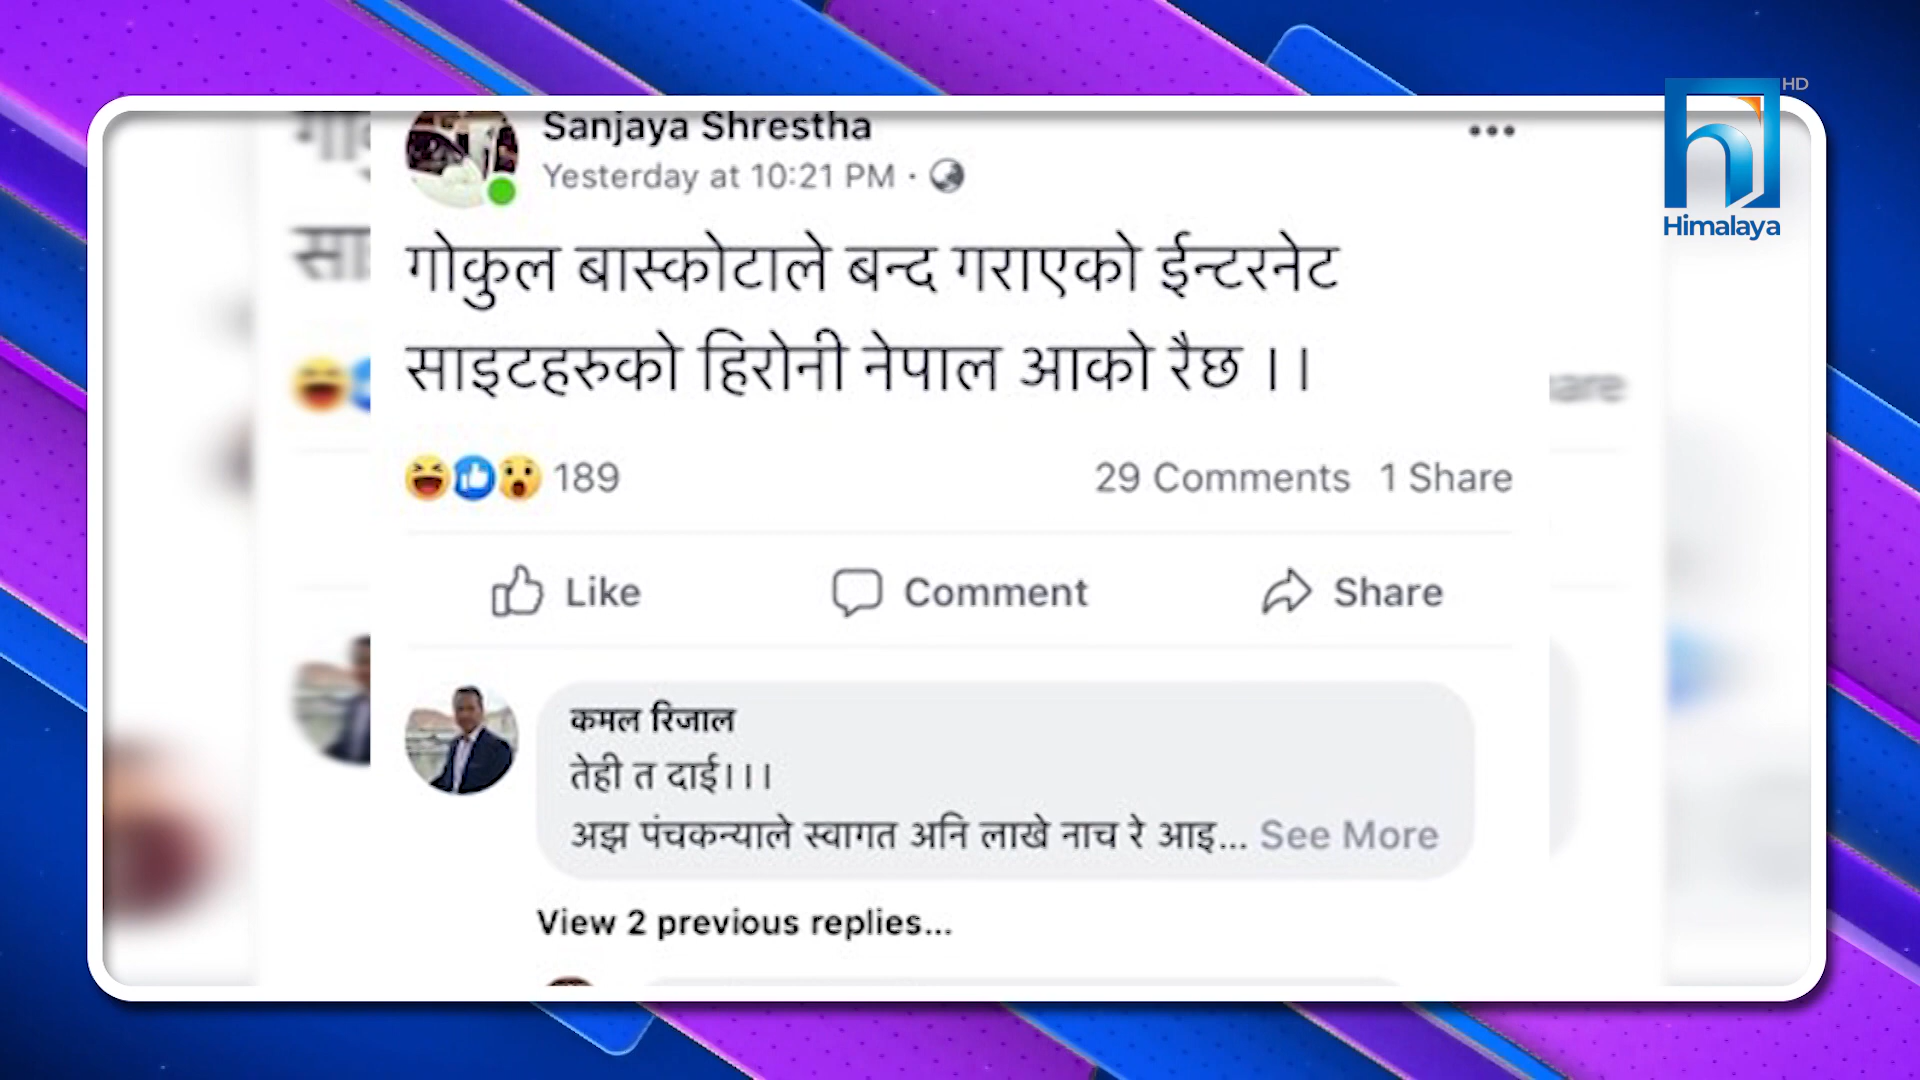 HD
Himalaya
Sanjaya Shrestha
Yesterday at 10:21 PM ·
गोकुल बास्कोटाले बन्द गराएको ईन्टरनेट
साइटहरुको हिरोनी नेपाल आको रैछ ।।
189 29 Comments 1 Share
Like Comment Share
कमल रिजाल
तेही त दाई।।।
अझ पंचकन्याले स्वागत अनि लाखे नाच रे आइ... See More
View 2 previous replies...